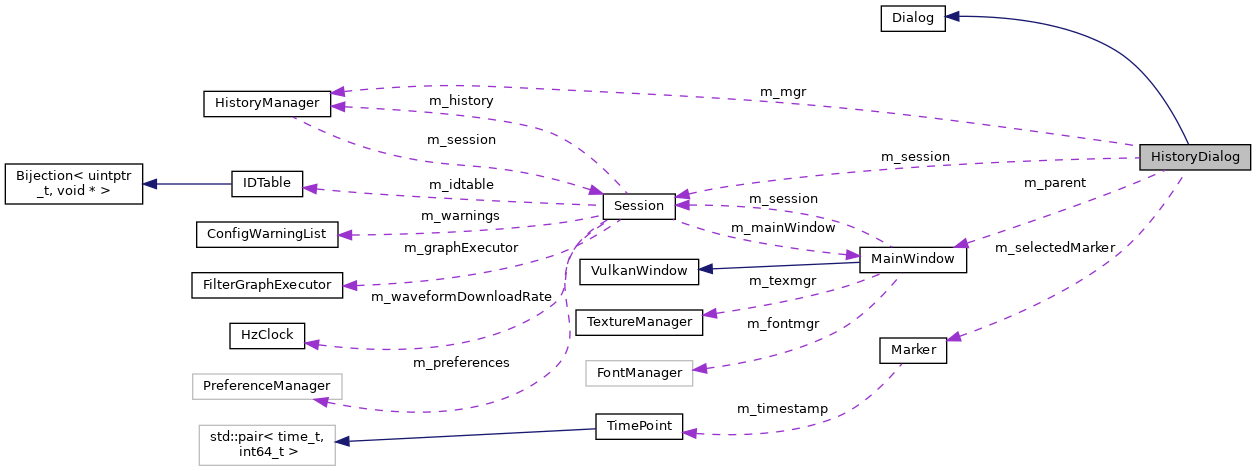 Dialog
m_mgr
HistoryManager
m_history
m_session
m_session
HistoryDialog
Bijection< uintptr
_t, void * >
IDTable
m_idtable
Session
m_session
m_parent
m_warnings
ConfigWarningList
m_mainWindow
m_graphExecutor
m_selectedMarker
MainWindow
VulkanWindow
FilterGraphExecutor
m_texmgr
m_waveformDownloadRate
TextureManager
m_fontmgr
HzClock
Marker
m_preferences
FontManager
PreferenceManager
m_timestamp
TimePoint
std::pair< time_t,
int64_t >